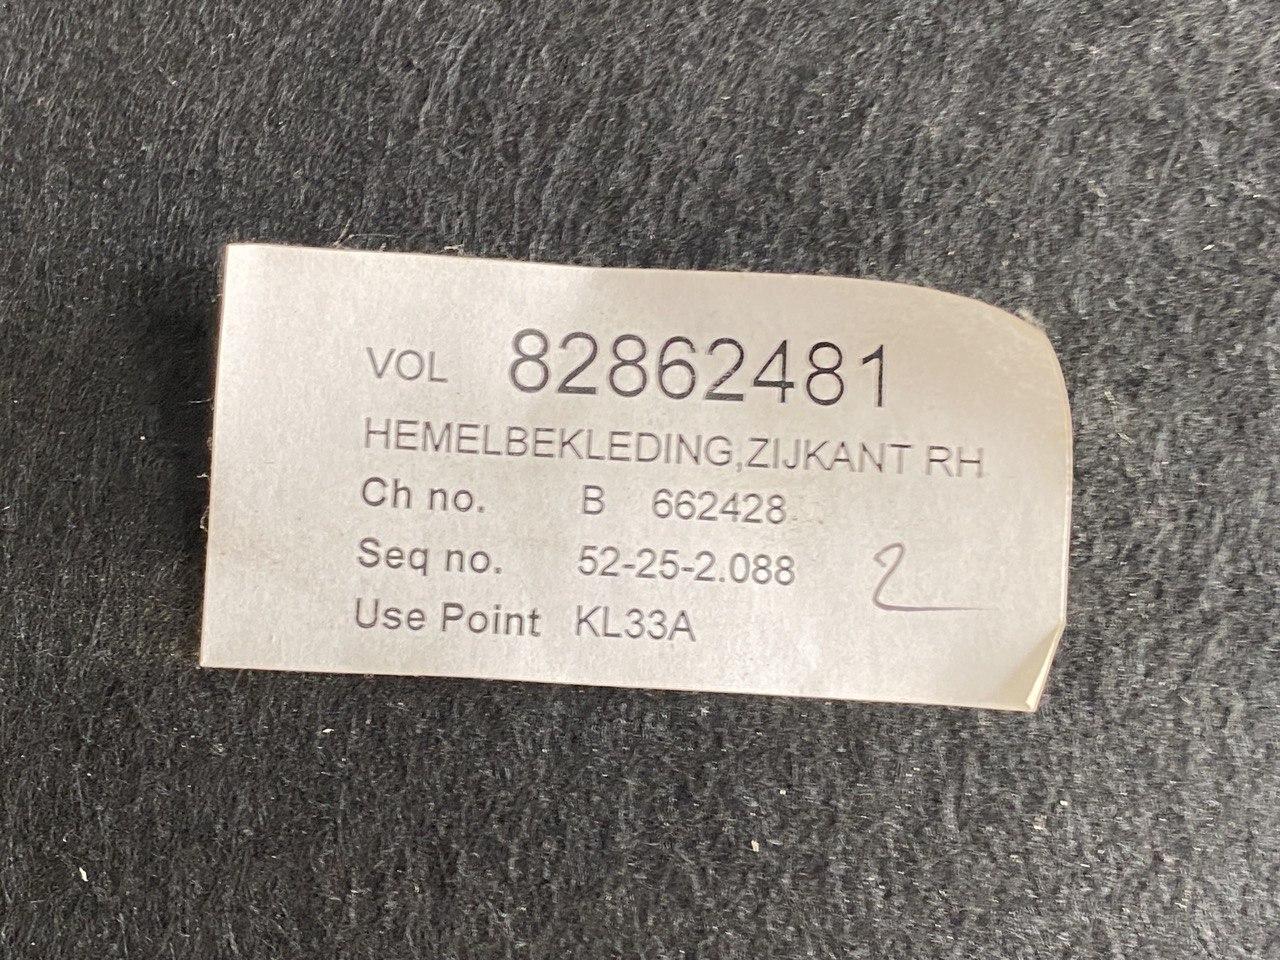 VOL 82862481
HEMELBEKLEDING,ZIJKANT RH
Ch no. B 662428
Seq no. 52-25-2.088
Use Point KL33A
2